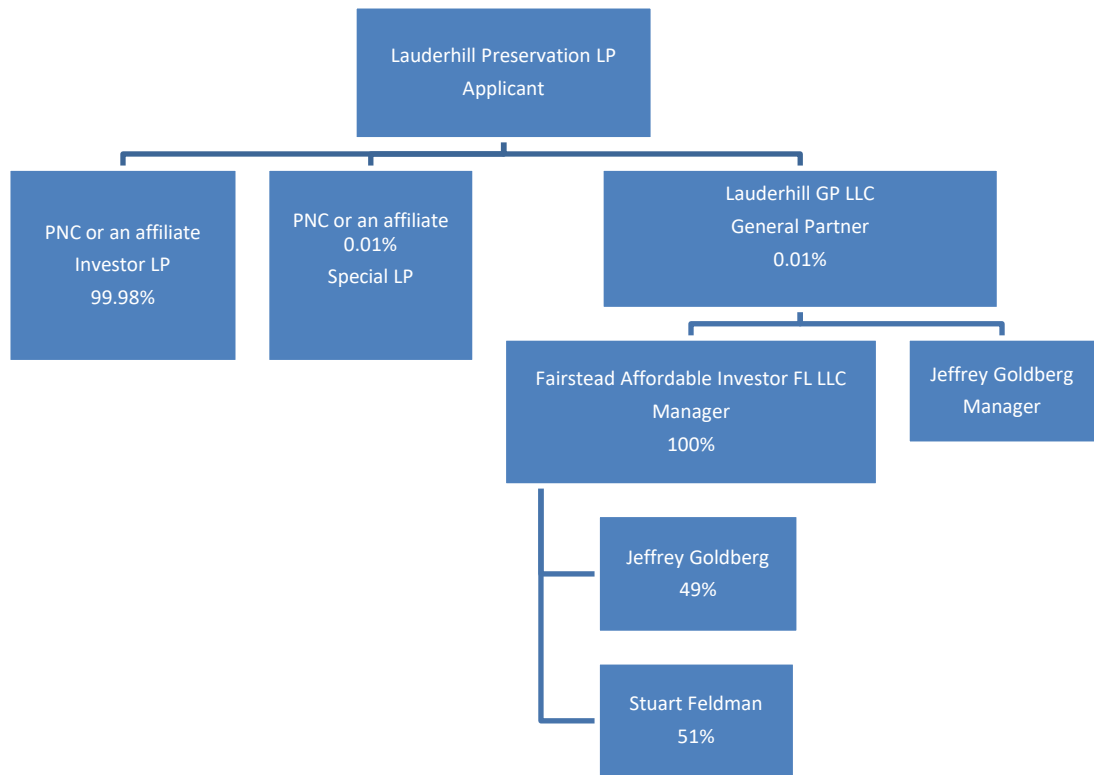 Lauderhill Preservation LP
Applicant
PNC or an affiliate
Investor LP
99.98%
PNC or an affiliate
0.01%
Special LP
Lauderhill GP LLC
General Partner
0.01%
Fairstead Affordable Investor FL LLC
Manager
100%
Jeffrey Goldberg
Manager
Jeffrey Goldberg
49%
Stuart Feldman
51%